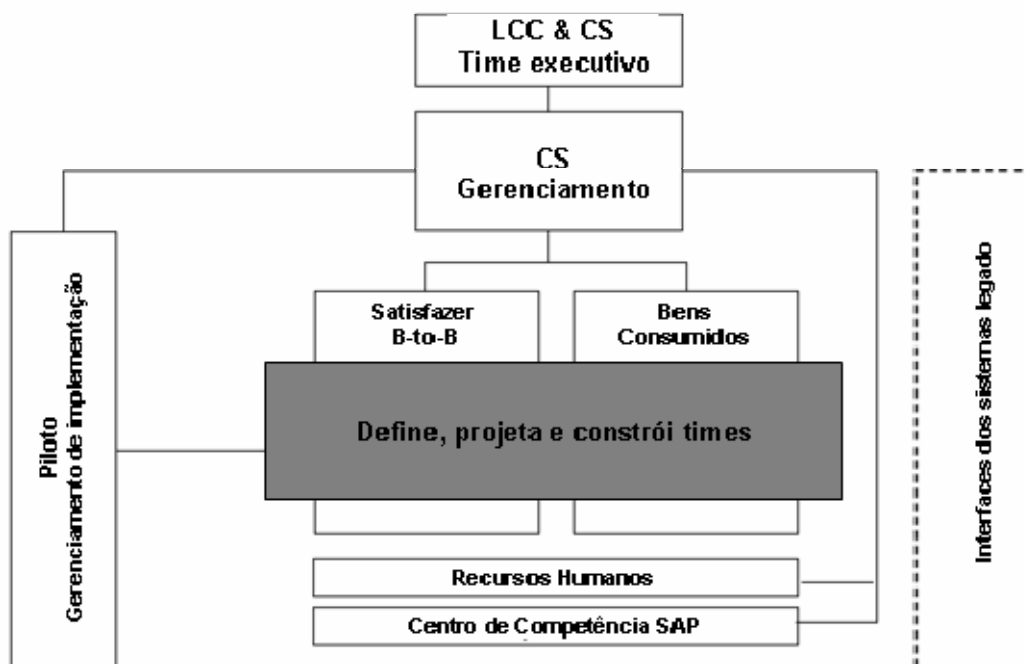 LCC & CS
Time executivo
CS
Gerenciamento
Satisfazer
B-to-B
Bens
Consumidos
Define, projeta e constrói times
Recursos Humanos
Centro de Competência SAP
Piloto
Gerenciamento de implementação
Interfaces dos sistemas legado